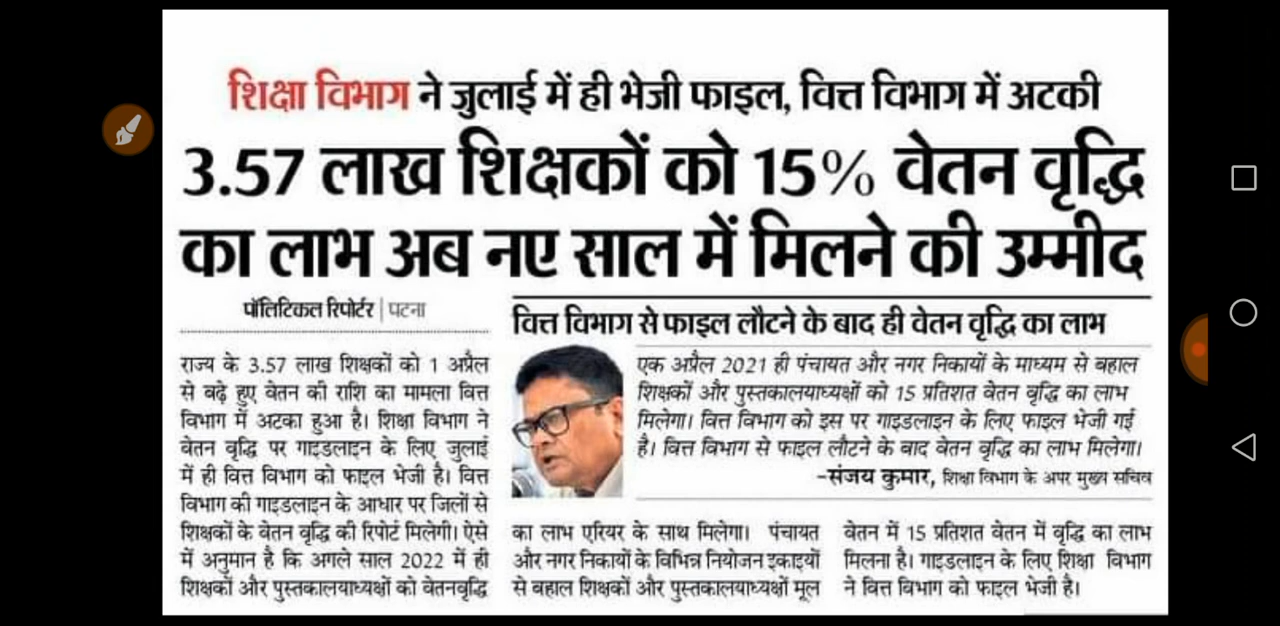 शिक्षा विभाग ने जुलाई में ही भेजी फाइल, वित्त विभाग में अटकी
3.57 लाख शिक्षकों को 15% वेतन वृद्धि
का लाभ अब नए साल में मिलने की उम्मीद
पॉलिटिकल रिपोर्टर | पटना
राज्य के 3.57 लाख शिक्षकों को 1 अप्रैल
से बढ़े हुए वेतन की राशि का मामला वित्त
विभाग में अटका हुआ है। शिक्षा विभाग ने
वेतन वृद्धि पर गाइडलाइन के लिए जुलाई
में ही वित्त विभाग को फाइल भेजी है। वित्त
विभाग की गाइडलाइन के आधार पर जिलों से
शिक्षकों के वेतन वृद्धि की रिपोर्ट मिलेगी। ऐसे
में अनुमान है कि अगले साल 2022 में ही
शिक्षकों और पुस्तकालयाध्यक्षों को वेतनवृद्धि
वित्त विभाग से फाइल लौटने के बाद ही वेतन वृद्धि का लाभ
एक अप्रैल 2021 ही पंचायत और नगर निकायों के माध्यम से बहाल
शिक्षकों और पुस्तकालयाध्यक्षों को 15 प्रतिशत वेतन वृद्धि का लाभ
मिलेगा। वित्त विभाग को इस पर गाइडलाइन के लिए फाइल भेजी गई
है। वित्त विभाग से फाइल लौटने के बाद वेतन वृद्धि का लाभ मिलेगा।
-संजय कुमार, शिक्षा विभाग के अपर मुख्य सचिव
का लाभ एरियर के साथ मिलेगा। पंचायत
और नगर निकायों के विभिन्न नियोजन इकाइयों
से बहाल शिक्षकों और पुस्तकालयाध्यक्षों मूल
वेतन में 15 प्रतिशत वेतन में वृद्धि का लाभ
मिलना है। गाइडलाइन के लिए शिक्षा विभाग
ने वित्त विभाग को फाइल भेजी है।